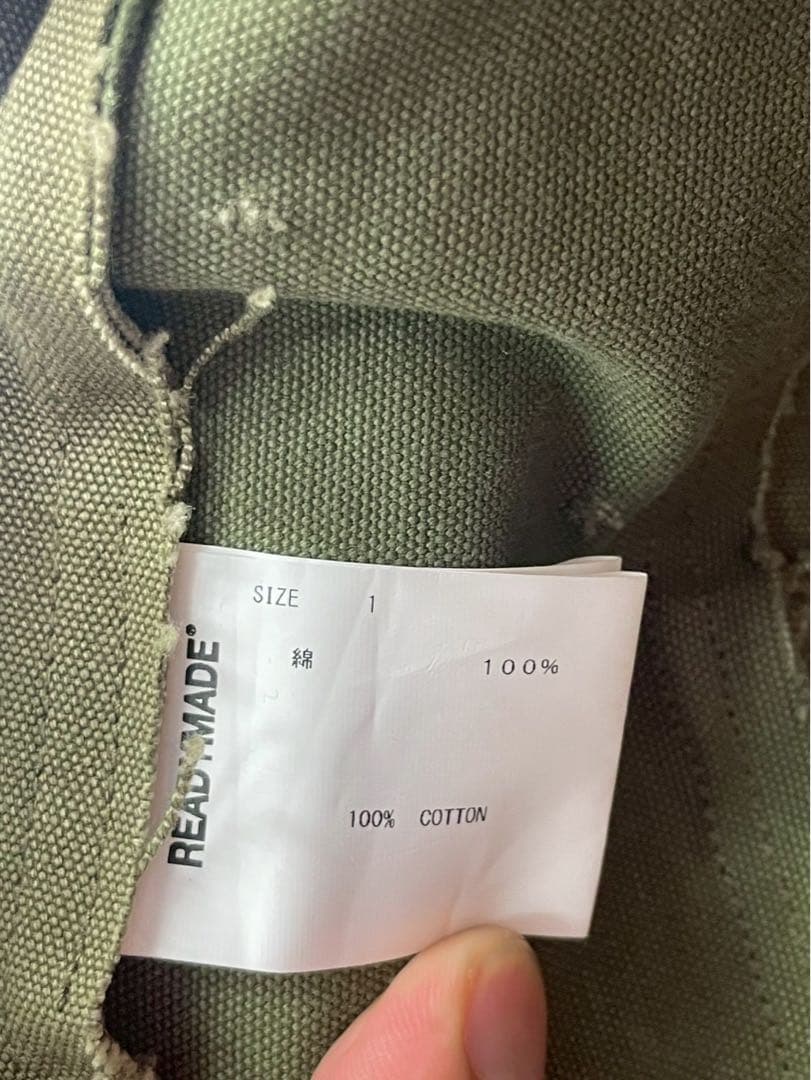 SIZE 1
綿 100%
100% COTTON
READYMADE®